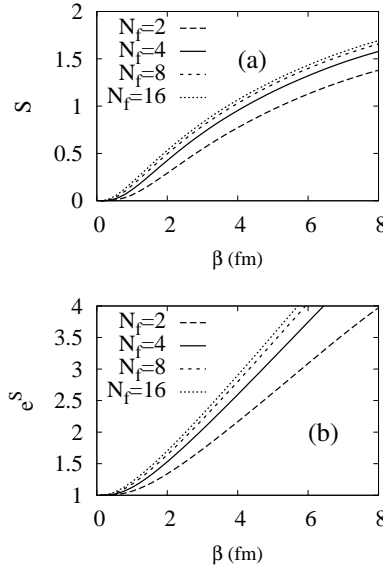 2
1.5
1
0.5
0
S
N_f=2
N_f=4
N_f=8
N_f=16
(a)
0 2 4 6 8
β (fm)
4
3.5
3
2.5
2
1.5
1
e^S
N_f=2
N_f=4
N_f=8
N_f=16
(b)
0 2 4 6 8
β (fm)